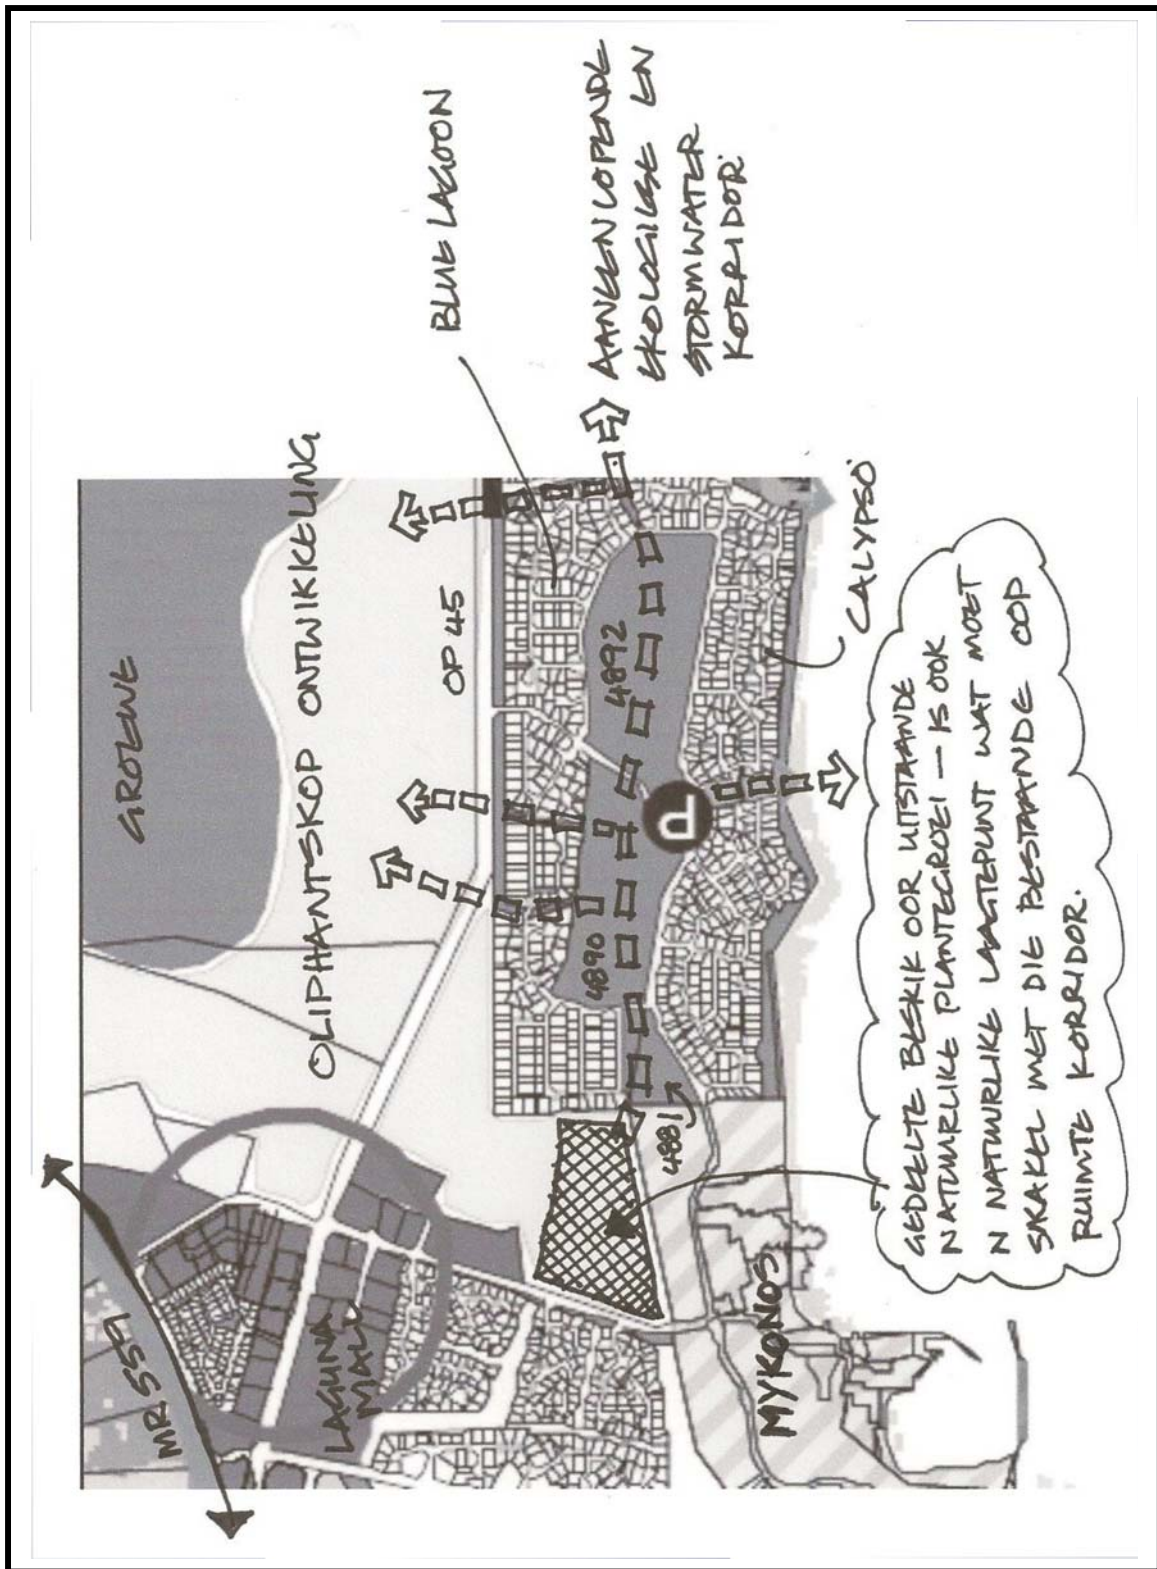 GROEWE
OLIPHANTSKOP ONTWIKKELING
OP 45
MR 559
LAGUNA
MALL
MYKONOS
4881
4890
4892
P
BLUE LAGOON
AANEENLOPENDE
EKOLOGIESE EN
STORMWATER
KORRIDOR.
CALYPSO
GEDEELTE BESKIK OOR UITSTAANDE
NATUURLIKE PLANTEGROEI — IS OOK
N NATUURLIKE LAAGTEPUNT WAT MOET
SKAKEL MET DIE BESTAANDE OOP
RUIMTE KORRIDOR.